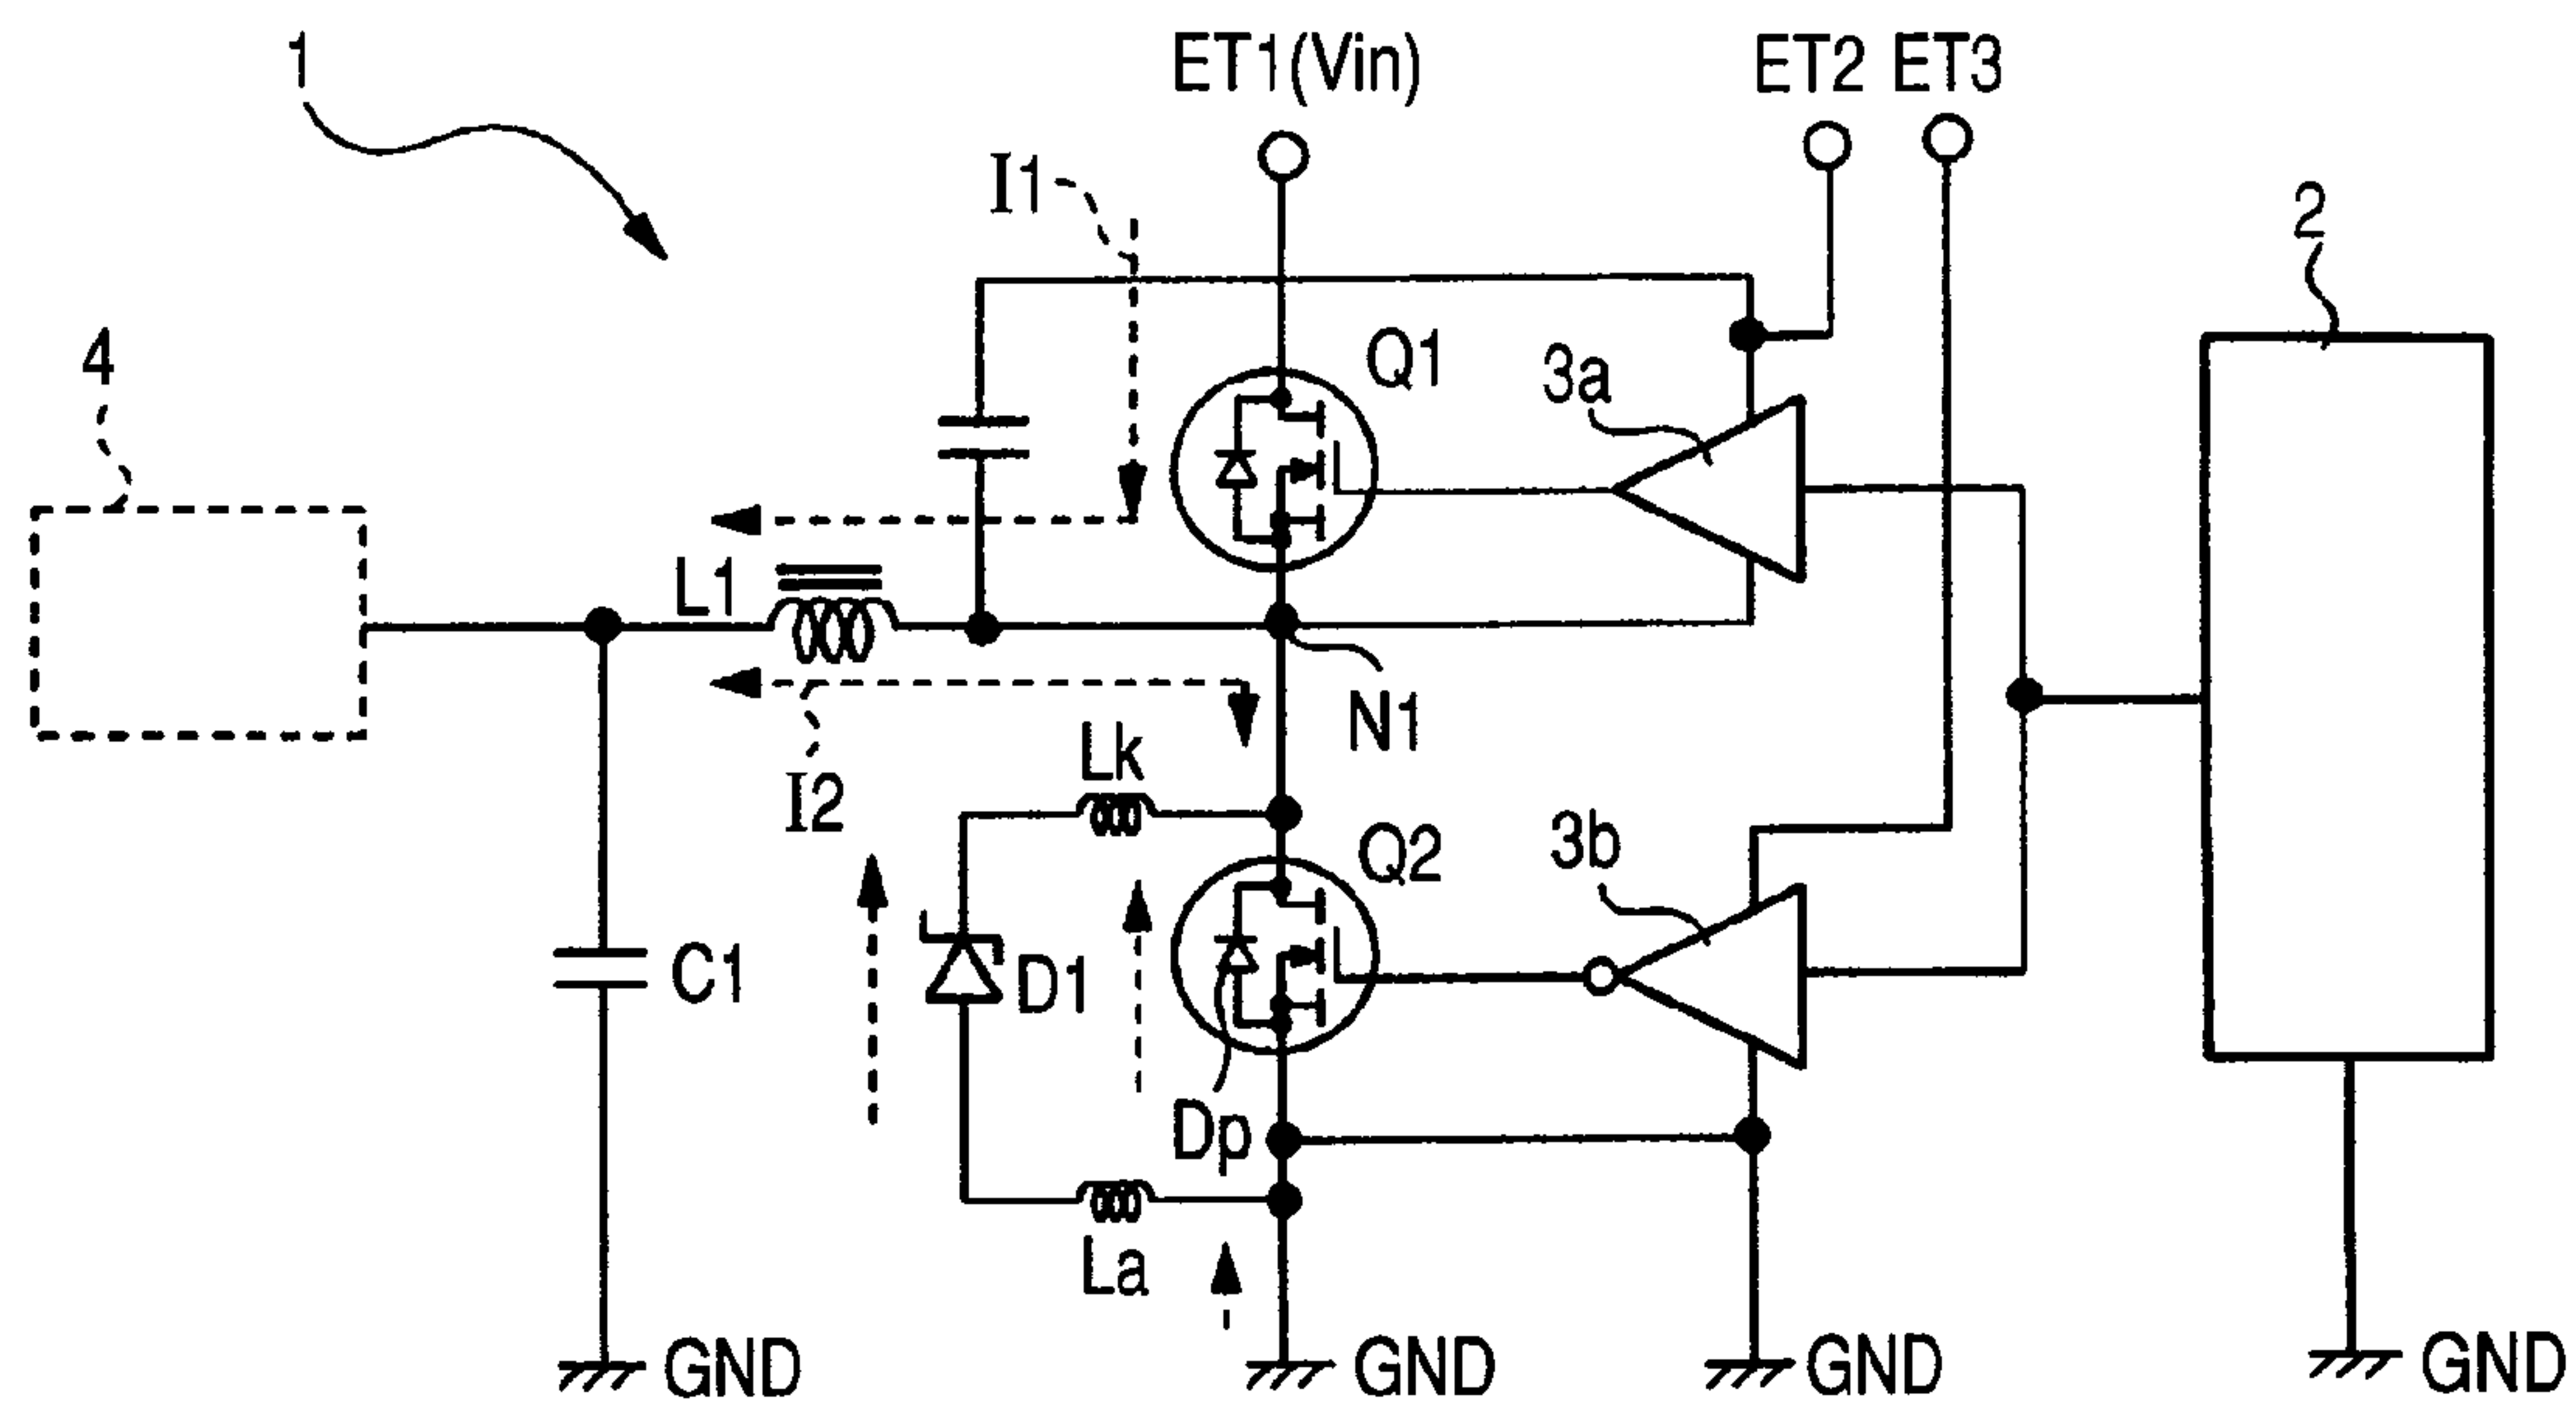 1
ET1(Vin)
ET2
ET3
I1
2
Q1
3a
4
L1
N1
Lk
I2
Q2
3b
C1
D1
Dp
La
GND
GND
GND
GND